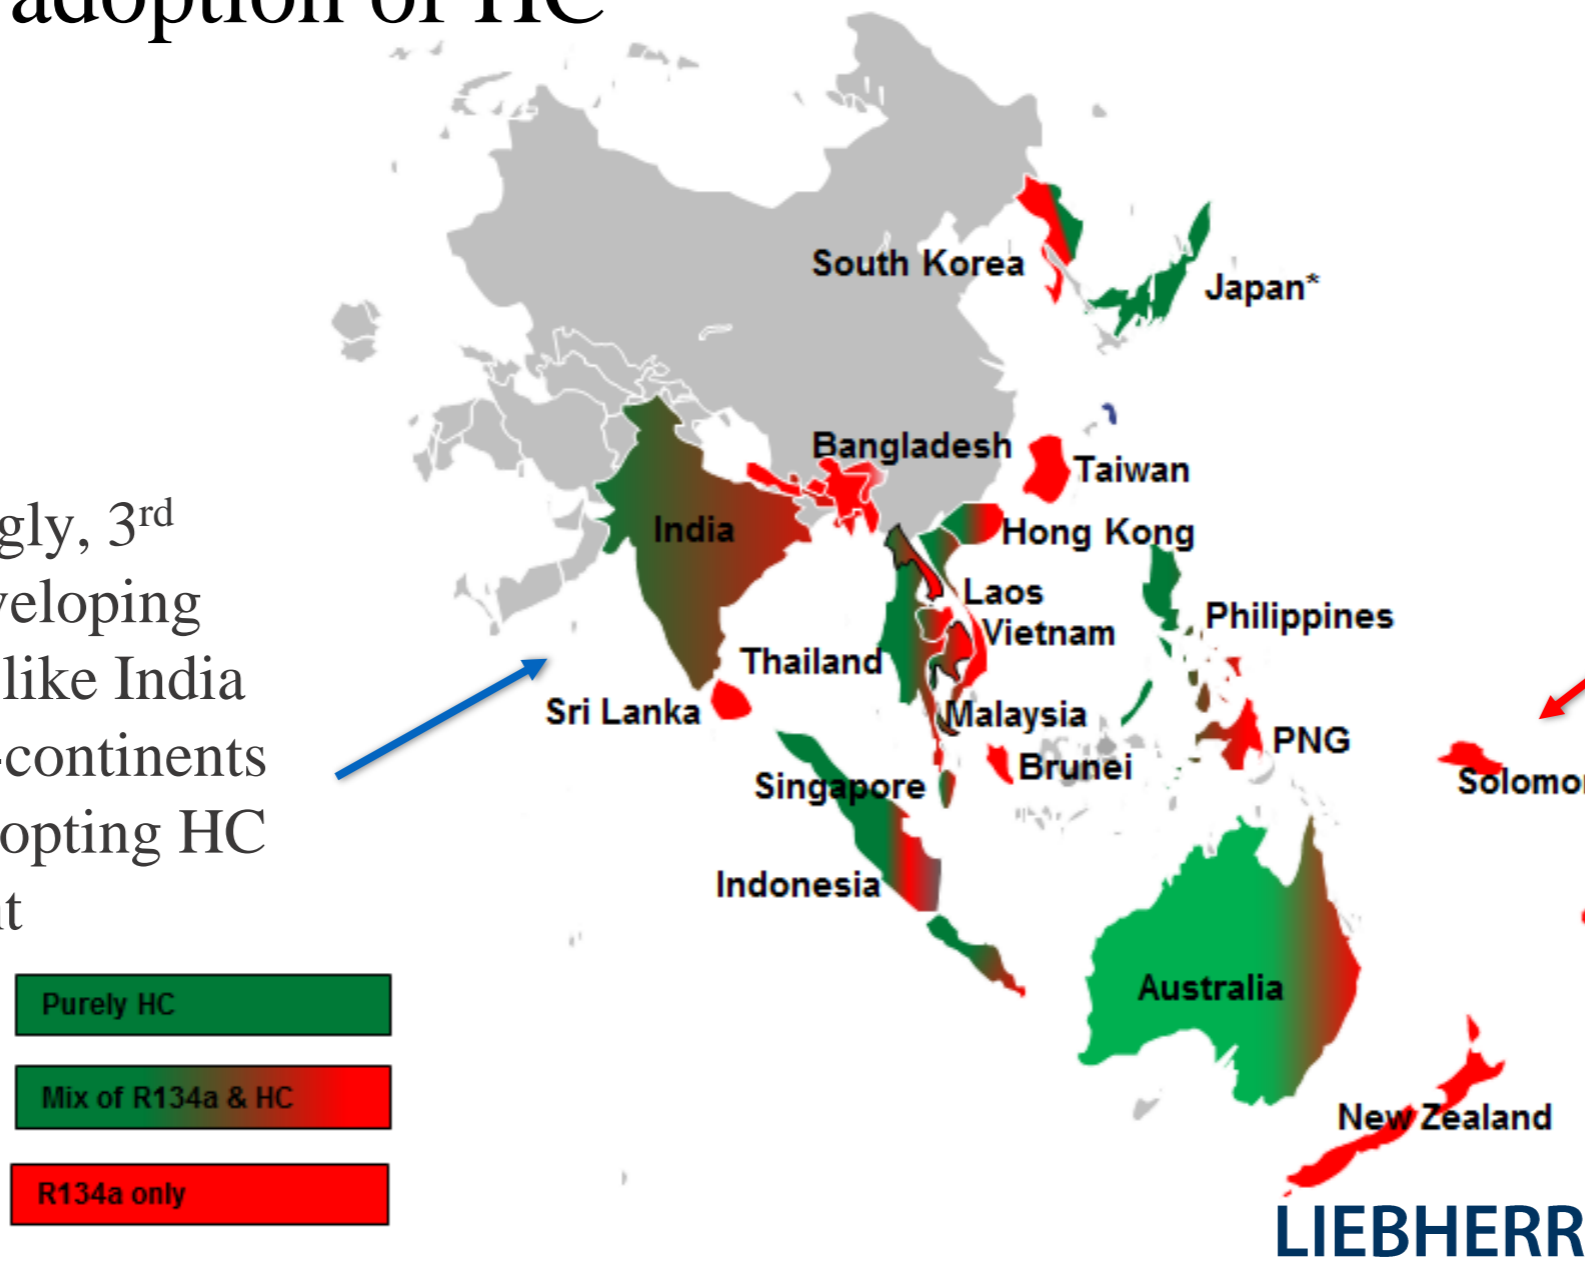 adoption of HC
South Korea
Japan*
Bangladesh
Taiwan
India
Hong Kong
Laos
Philippines
Vietnam
Thailand
Sri Lanka
Malaysia
PNG
Brunei
Singapore
Solomo
Indonesia
Australia
New Zealand
gly, 3rd
veloping
like India
-continents
opting HC
nt
Purely HC
Mix of R134a & HC
R134a only
LIEBHERR